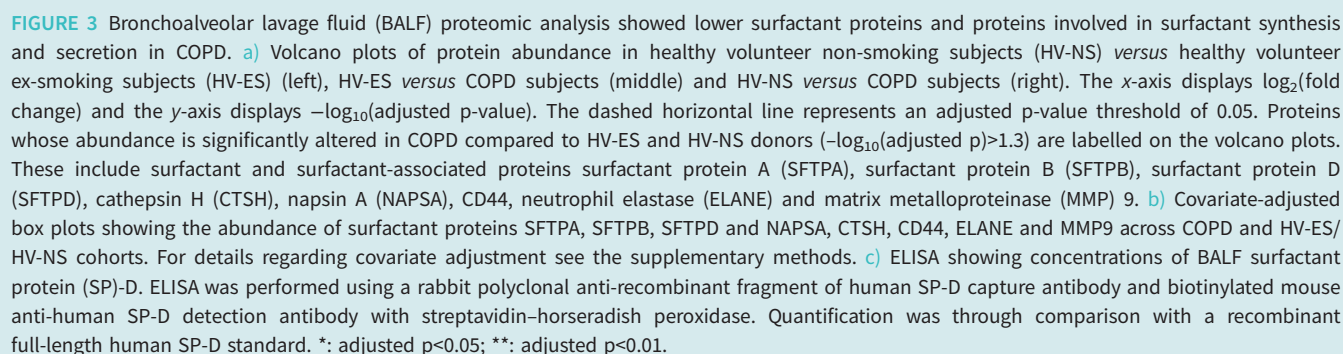 FIGURE 3 Bronchoalveolar lavage fluid (BALF) proteomic analysis showed lower surfactant proteins and proteins involved in surfactant synthesis
and secretion in COPD. a) Volcano plots of protein abundance in healthy volunteer non-smoking subjects (HV-NS) versus healthy volunteer
ex-smoking subjects (HV-ES) (left), HV-ES versus COPD subjects (middle) and HV-NS versus COPD subjects (right). The x-axis displays log₂(fold
change) and the y-axis displays −log₁₀(adjusted p-value). The dashed horizontal line represents an adjusted p-value threshold of 0.05. Proteins
whose abundance is significantly altered in COPD compared to HV-ES and HV-NS donors (–log₁₀(adjusted p)>1.3) are labelled on the volcano plots.
These include surfactant and surfactant-associated proteins surfactant protein A (SFTPA), surfactant protein B (SFTPB), surfactant protein D
(SFTPD), cathepsin H (CTSH), napsin A (NAPSA), CD44, neutrophil elastase (ELANE) and matrix metalloproteinase (MMP) 9. b) Covariate-adjusted
box plots showing the abundance of surfactant proteins SFTPA, SFTPB, SFTPD and NAPSA, CTSH, CD44, ELANE and MMP9 across COPD and HV-ES/
HV-NS cohorts. For details regarding covariate adjustment see the supplementary methods. c) ELISA showing concentrations of BALF surfactant
protein (SP)-D. ELISA was performed using a rabbit polyclonal anti-recombinant fragment of human SP-D capture antibody and biotinylated mouse
anti-human SP-D detection antibody with streptavidin–horseradish peroxidase. Quantification was through comparison with a recombinant
full-length human SP-D standard. *: adjusted p<0.05; **: adjusted p<0.01.